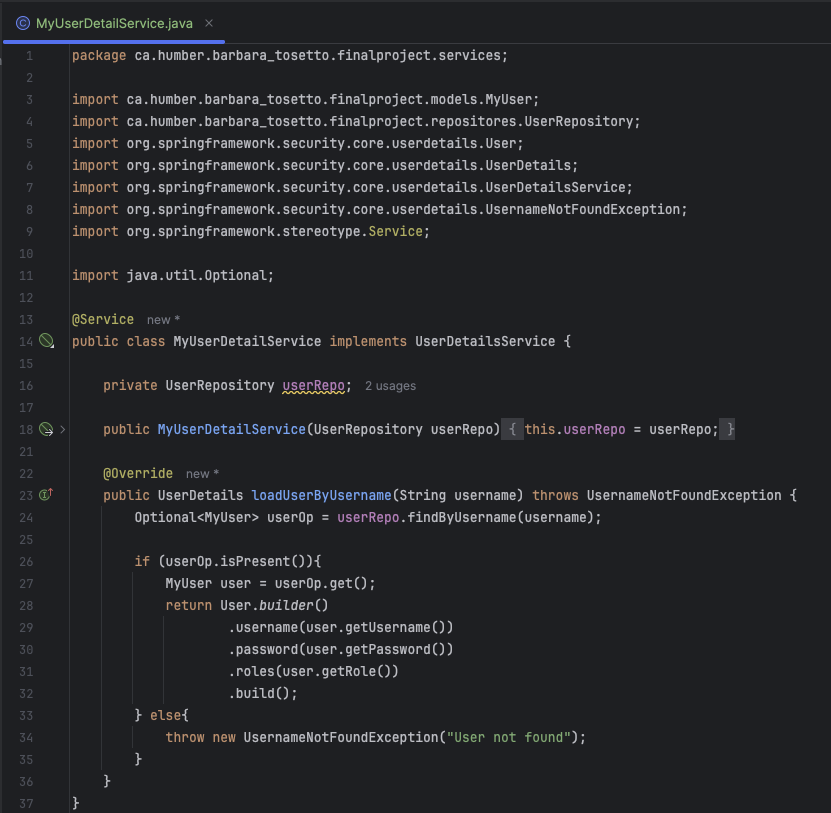 MyUserDetailService.java
1 package ca.humber.barbara_tosetto.finalproject.services;
2
3 import ca.humber.barbara_tosetto.finalproject.models.MyUser;
4 import ca.humber.barbara_tosetto.finalproject.repositores.UserRepository;
5 import org.springframework.security.core.userdetails.User;
6 import org.springframework.security.core.userdetails.UserDetails;
7 import org.springframework.security.core.userdetails.UserDetailsService;
8 import org.springframework.security.core.userdetails.UsernameNotFoundException;
9 import org.springframework.stereotype.Service;
10
11 import java.util.Optional;
12
13 @Service new *
14 public class MyUserDetailService implements UserDetailsService {
15
16 private UserRepository userRepo; 2 usages
17
18 public MyUserDetailService(UserRepository userRepo) { this.userRepo = userRepo; }
21
22 @Override new *
23 public UserDetails loadUserByUsername(String username) throws UsernameNotFoundException {
24 Optional<MyUser> userOp = userRepo.findByUsername(username);
25
26 if (userOp.isPresent()){
27 MyUser user = userOp.get();
28 return User.builder()
29 .username(user.getUsername())
30 .password(user.getPassword())
31 .roles(user.getRole())
32 .build();
33 } else{
34 throw new UsernameNotFoundException("User not found");
35 }
36 }
37 }